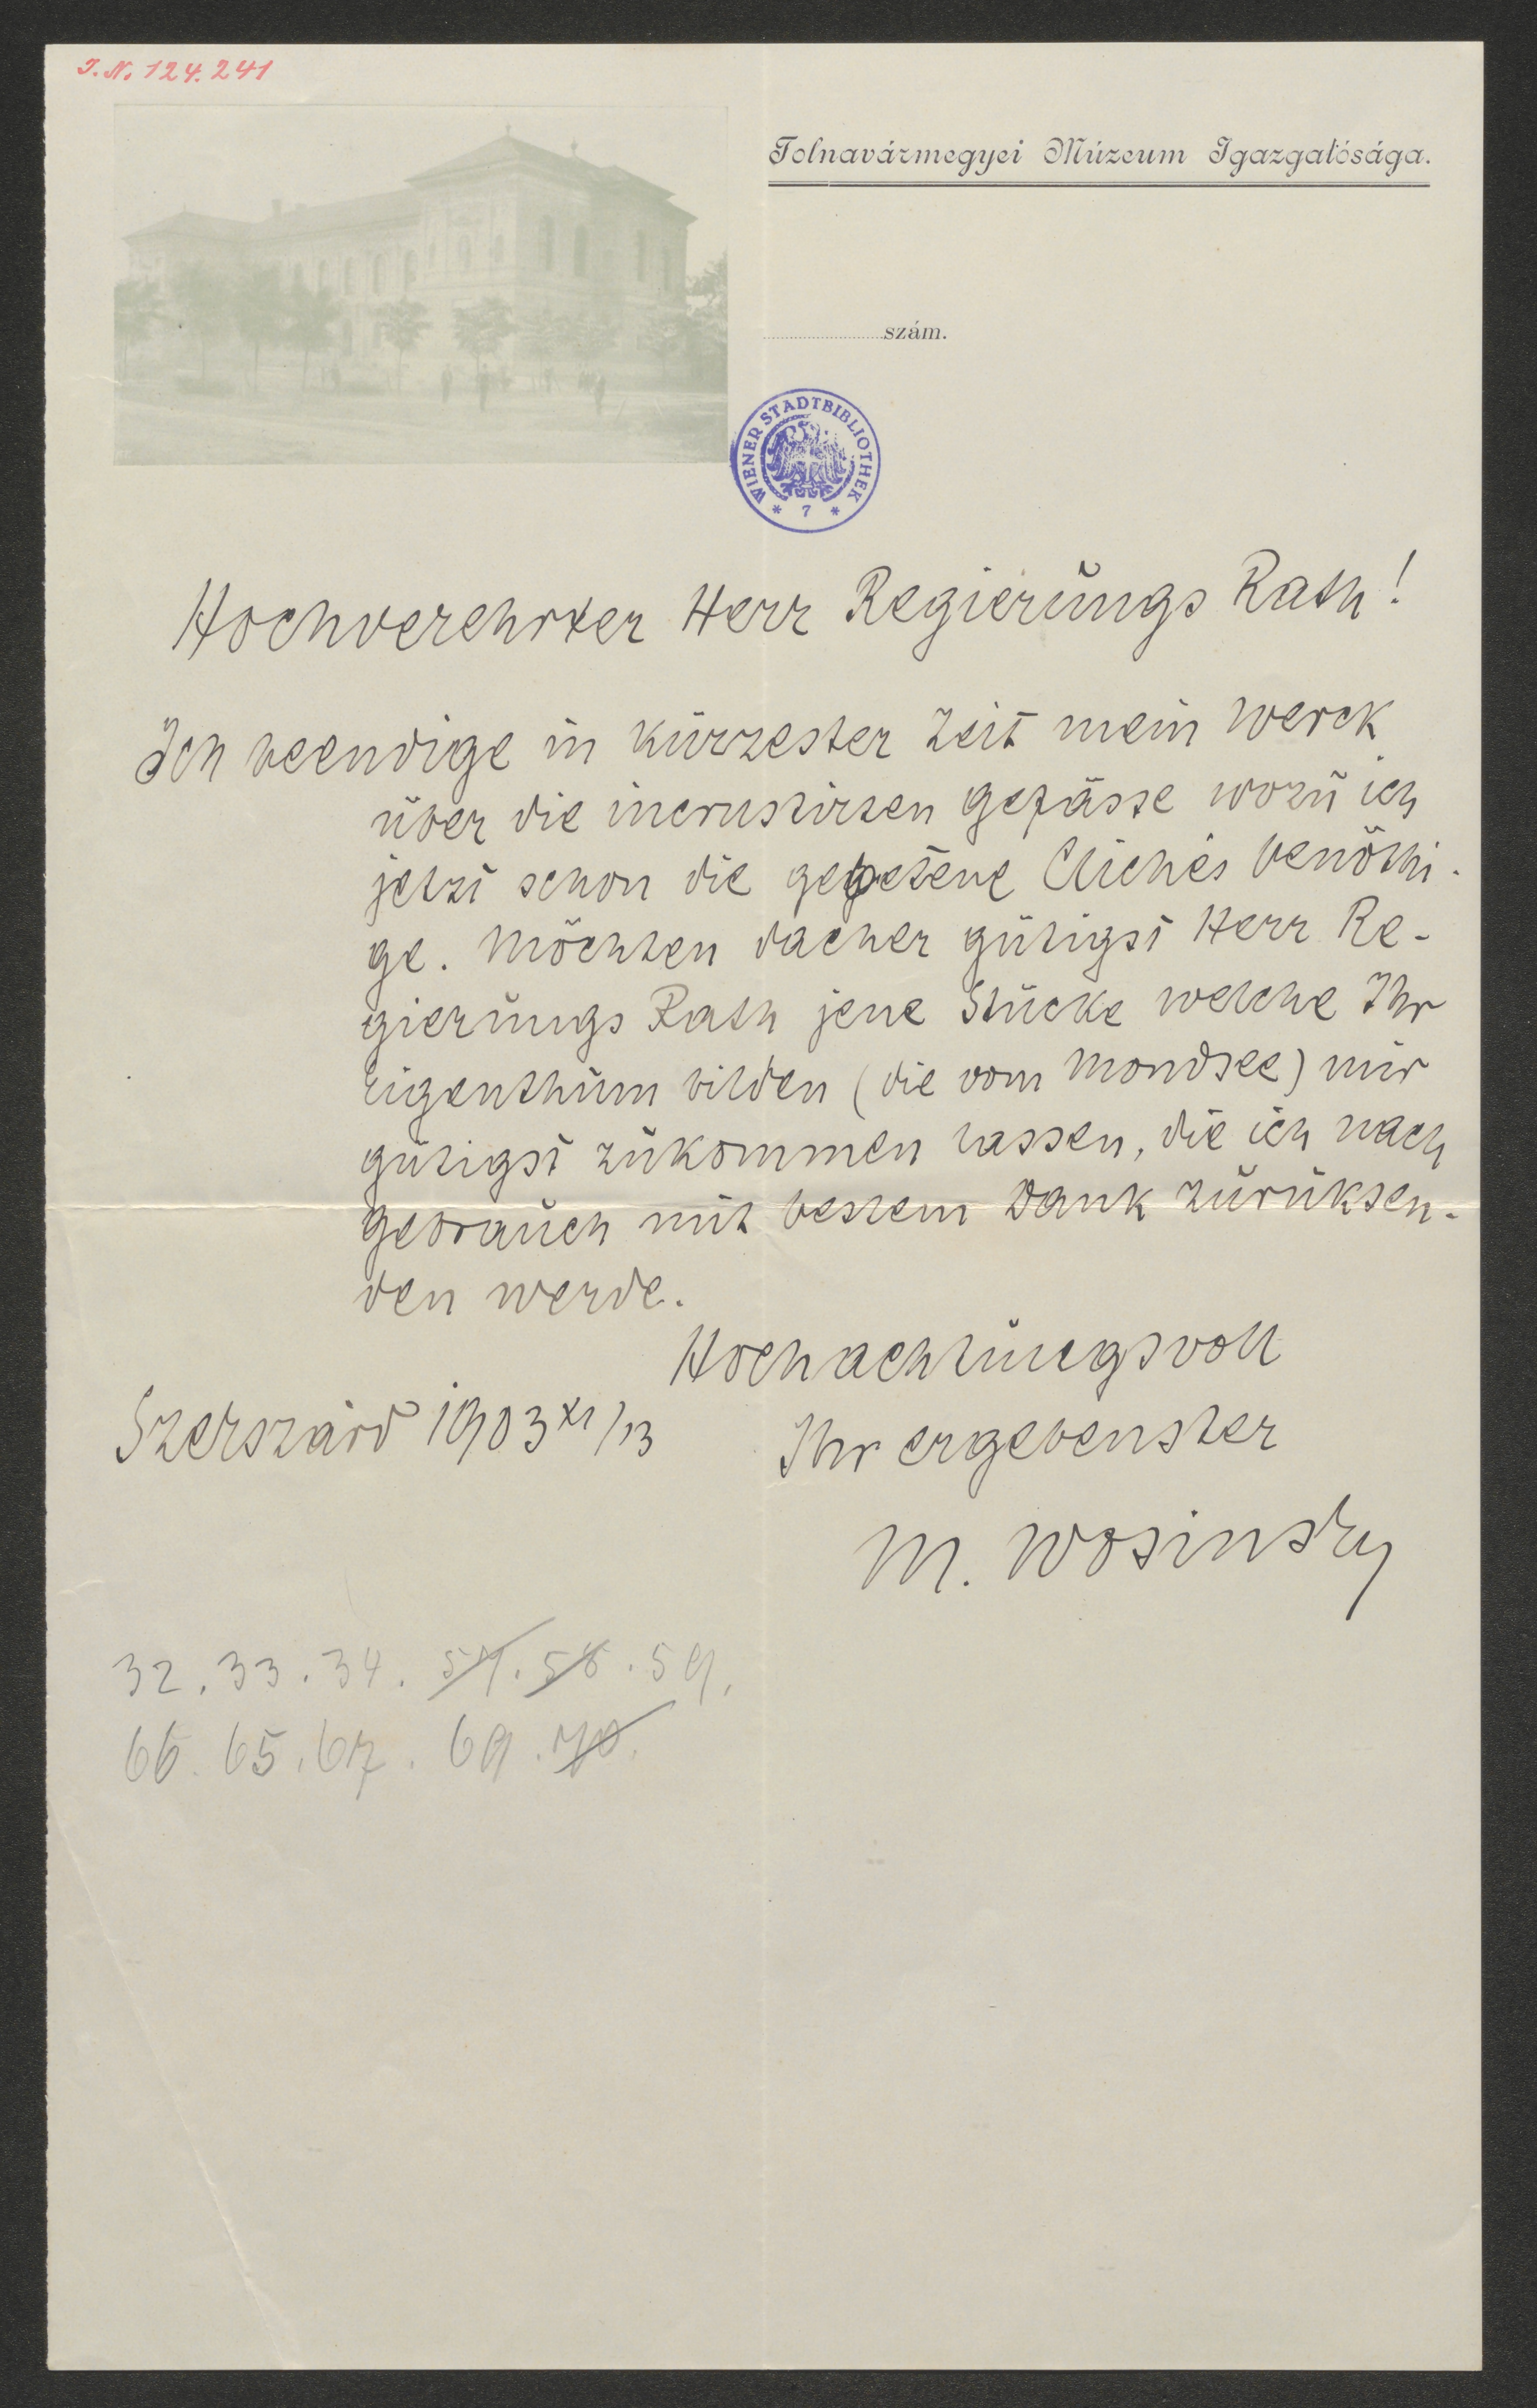 I. N. 124.241
Tolnavármegyei Múzeum Igazgatósága.
szám.
WIENER STADTBIBLIOTHEK
* 7 *
Hochverehrter Herr Regierungs Rath!
Ich beendige in kürzester Zeit mein Werck
über die incrustirten Gefässe wozu ich
jetzt schon die gebetene Clichés benöthi-
ge. Möchten dacher gütigst Herr Re-
gierungs Rath jene Stücke welche Ihr
Eigenthum bilden (die vom Mondsee) mir
gütigst zukommen lassen, die ich nach
Gebrauch mit bestem Dank zurüksen-
den werde.
Hochachtungsvoll
Szekszárd 1903 XI/13
Ihr ergebenster
M. Wosinsky
32. 33. 34. 57. 58. 59.
66. 65. 67. 69. 70.